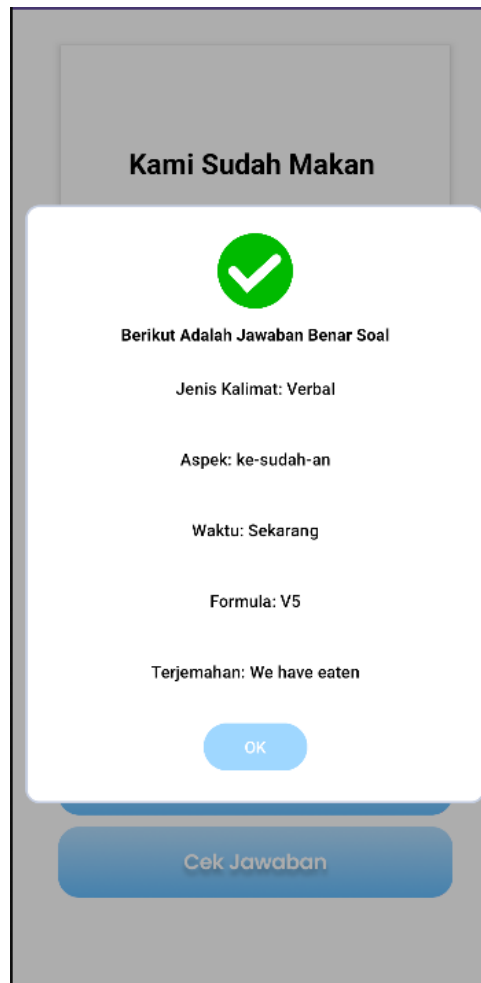 Kami Sudah Makan
Berikut Adalah Jawaban Benar Soal
Jenis Kalimat: Verbal
Aspek: ke-sudah-an
Waktu: Sekarang
Formula: V5
Terjemahan: We have eaten
OK
Cek Jawaban